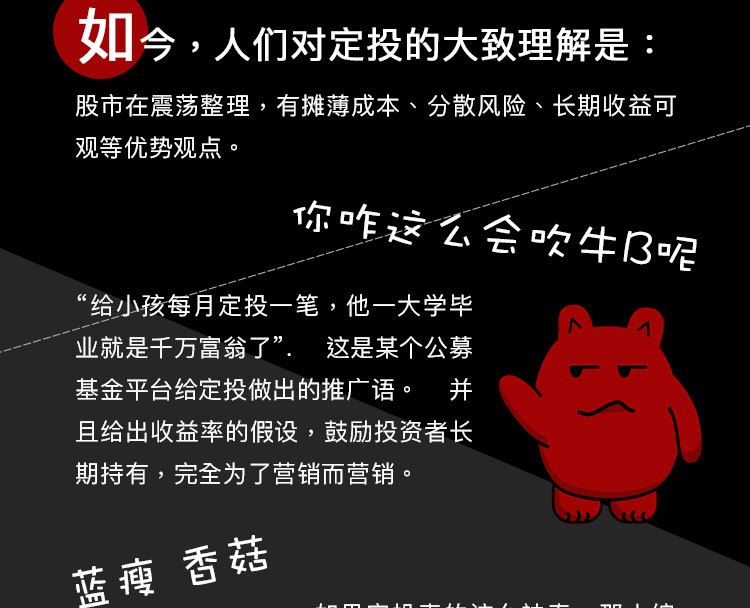 如今，人们对定投的大致理解是：
股市在震荡整理，有摊薄成本、分散风险、长期收益可
观等优势观点。
你咋这么会吹牛B呢
“给小孩每月定投一笔，他一大学毕
业就是千万富翁了”. 这是某个公募
基金平台给定投做出的推广语。 并
且给出收益率的假设，鼓励投资者长
期持有，完全为了营销而营销。
蓝瘦 香菇